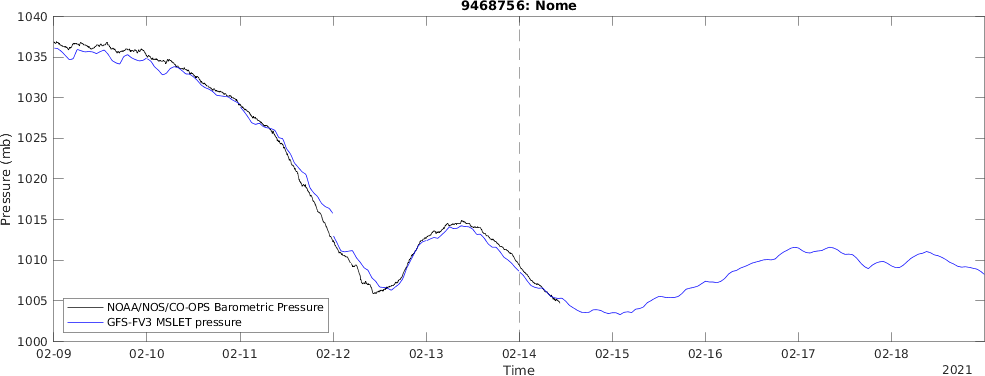 9468756: Nome
1040
1035
1030
1025
1020
1015
1010
1005
1000
Pressure (mb)
NOAA/NOS/CO-OPS Barometric Pressure
GFS-FV3 MSLET pressure
02-09 02-10 02-11 02-12 02-13 02-14 02-15 02-16 02-17 02-18
Time
2021